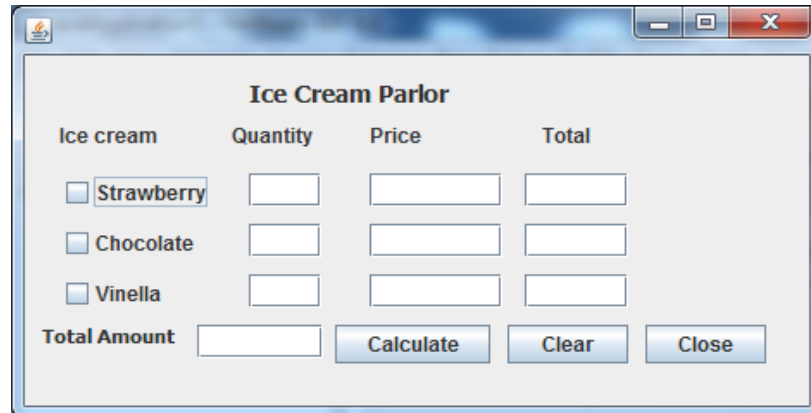 Ice Cream Parlor
Ice cream Quantity Price Total
Strawberry
Chocolate
Vinella
Total Amount Calculate Clear Close